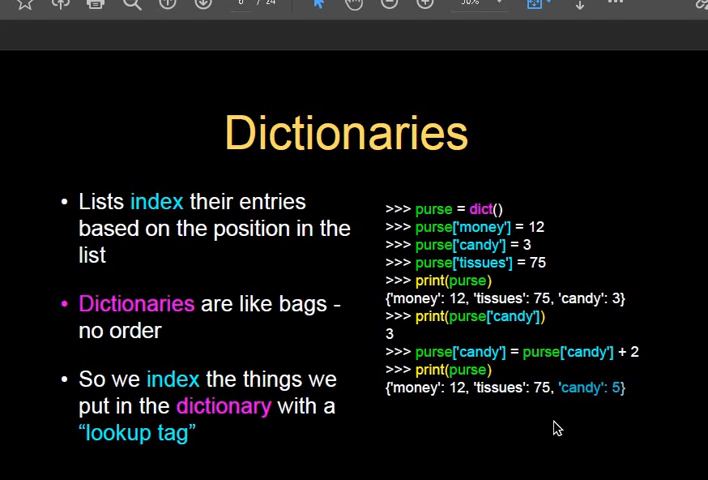 6 / 24
50%
Dictionaries
• Lists index their entries
based on the position in the
list
• Dictionaries are like bags -
no order
• So we index the things we
put in the dictionary with a
“lookup tag”
>>> purse = dict()
>>> purse['money'] = 12
>>> purse['candy'] = 3
>>> purse['tissues'] = 75
>>> print(purse)
{'money': 12, 'tissues': 75, 'candy': 3}
>>> print(purse['candy'])
3
>>> purse['candy'] = purse['candy'] + 2
>>> print(purse)
{'money': 12, 'tissues': 75, 'candy': 5}